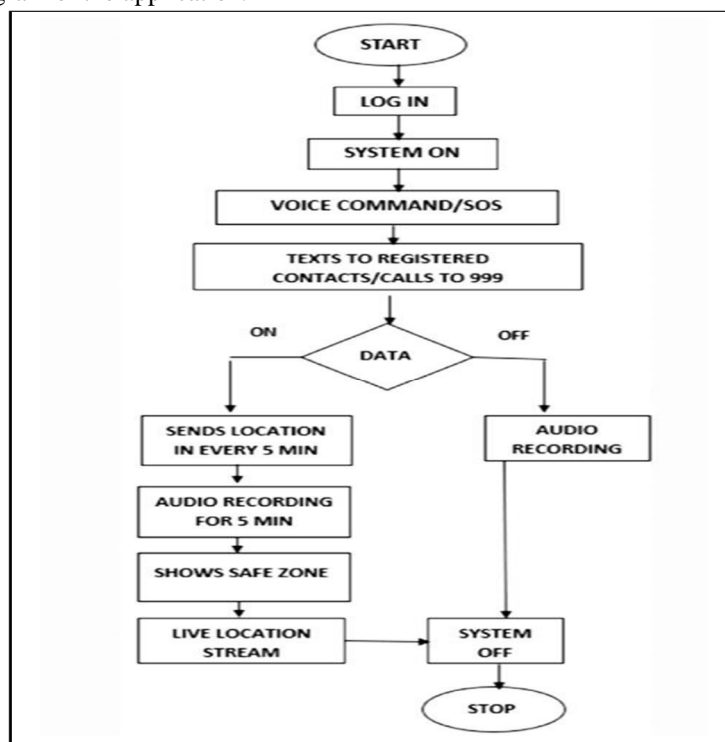 START
LOG IN
SYSTEM ON
VOICE COMMAND/SOS
TEXTS TO REGISTERED
CONTACTS/CALLS TO 999
ON
OFF
DATA
SENDS LOCATION
IN EVERY 5 MIN
AUDIO
RECORDING
AUDIO RECORDING
FOR 5 MIN
SHOWS SAFE ZONE
LIVE LOCATION
STREAM
SYSTEM
OFF
STOP